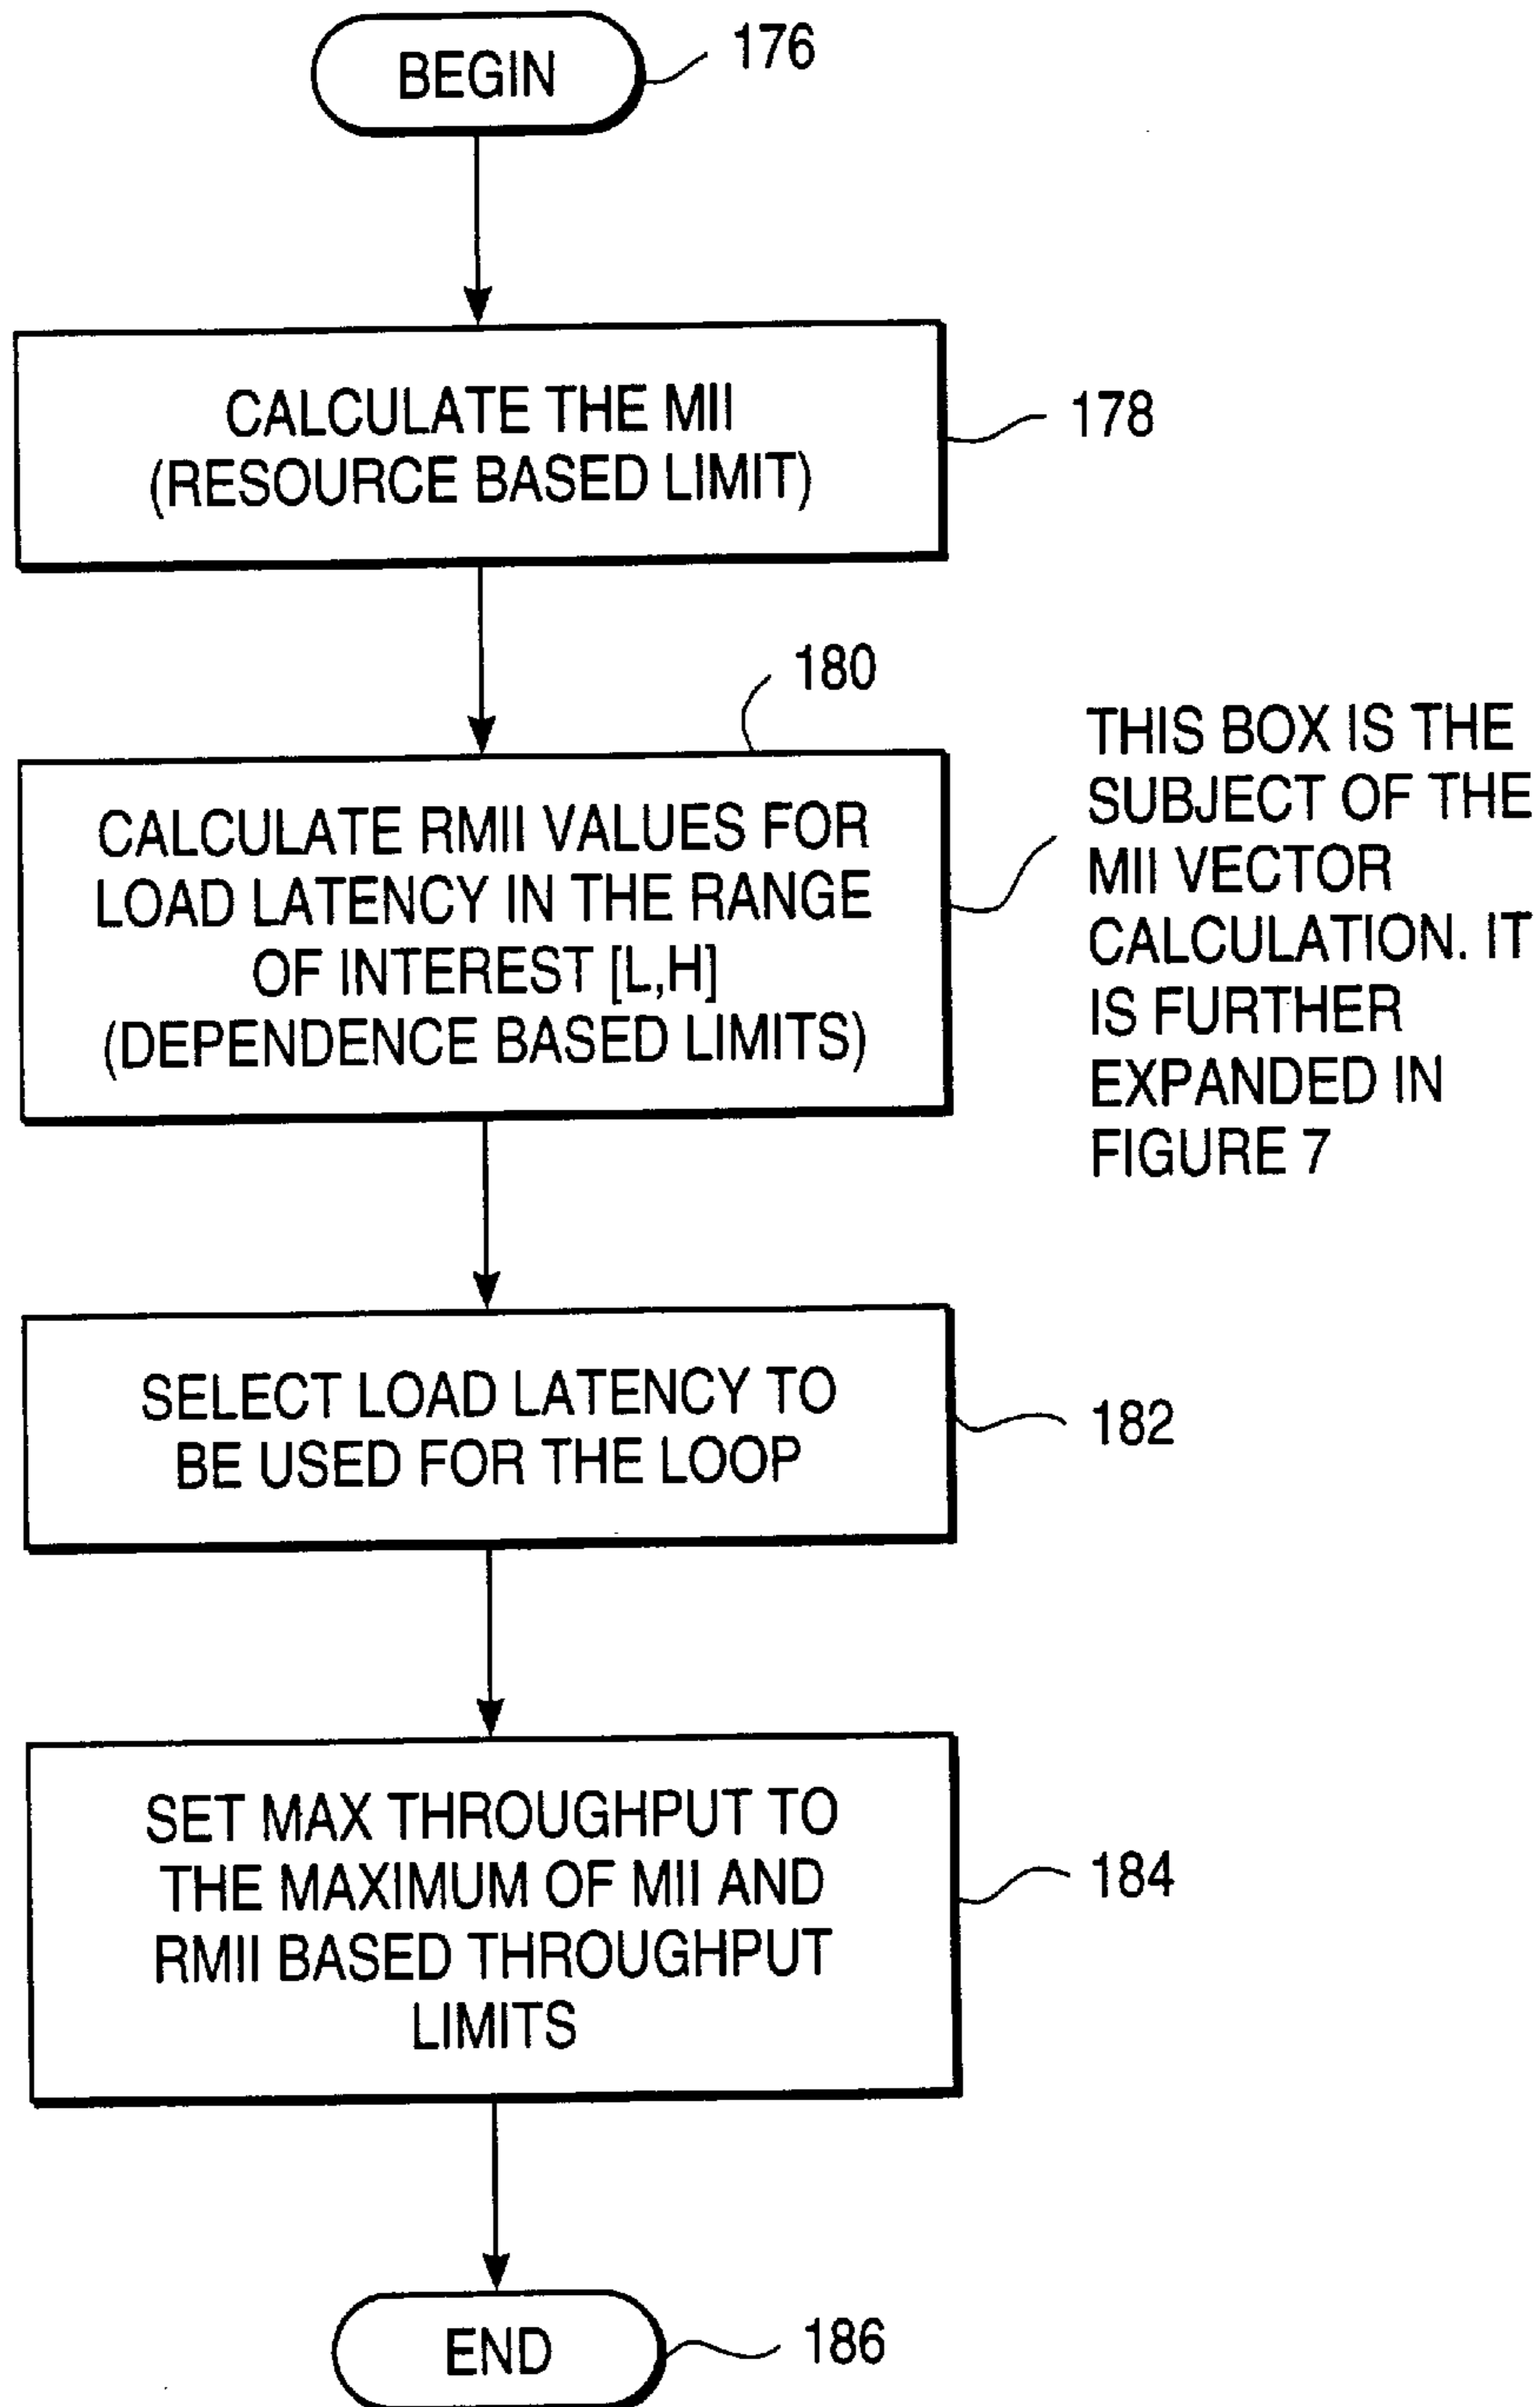 BEGIN
176
CALCULATE THE MII
(RESOURCE BASED LIMIT)
178
180
CALCULATE RMII VALUES FOR
LOAD LATENCY IN THE RANGE
OF INTEREST [L,H]
(DEPENDENCE BASED LIMITS)
THIS BOX IS THE
SUBJECT OF THE
MII VECTOR
CALCULATION. IT
IS FURTHER
EXPANDED IN
FIGURE 7
SELECT LOAD LATENCY TO
BE USED FOR THE LOOP
182
SET MAX THROUGHPUT TO
THE MAXIMUM OF MII AND
RMII BASED THROUGHPUT
LIMITS
184
END
186